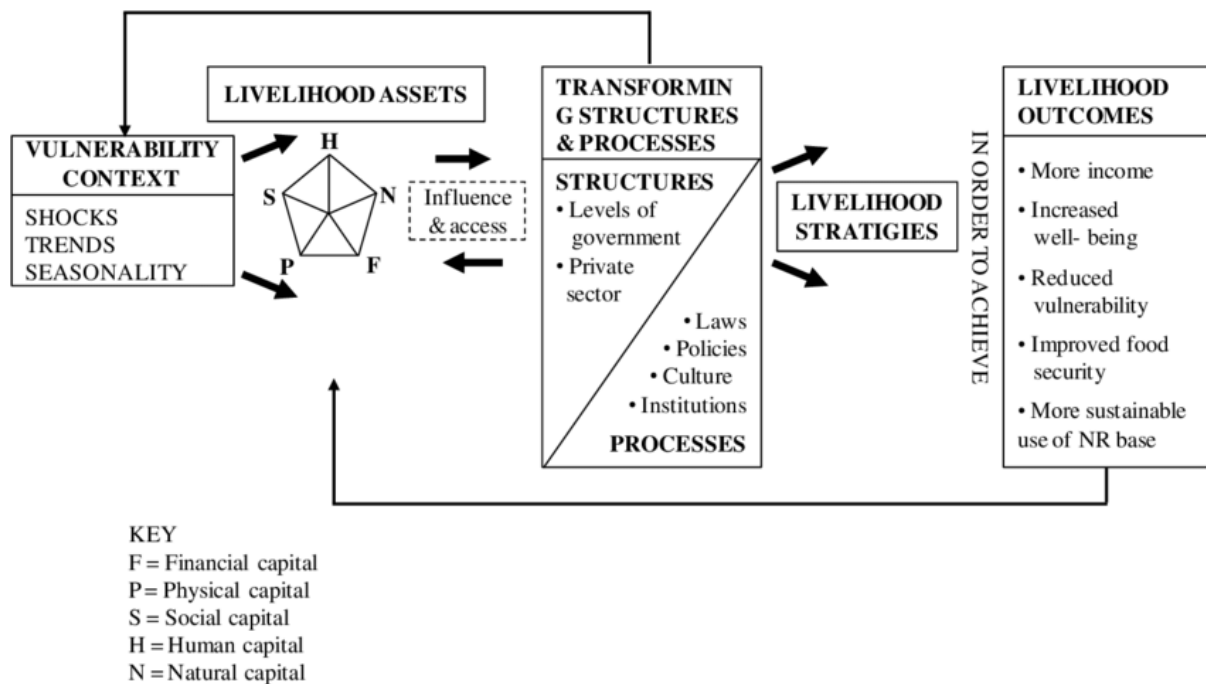 LIVELIHOOD ASSETS
VULNERABILITY
CONTEXT
SHOCKS
TRENDS
SEASONALITY
H
S
N
P
F
Influence
& access
TRANSFORMIN
G STRUCTURES
& PROCESSES
STRUCTURES
• Levels of
government
• Private
sector
• Laws
• Policies
• Culture
• Institutions
PROCESSES
LIVELIHOOD
STRATIGIES
IN ORDER TO ACHIEVE
LIVELIHOOD
OUTCOMES
• More income
• Increased
well- being
• Reduced
vulnerability
• Improved food
security
• More sustainable
use of NR base
KEY
F = Financial capital
P = Physical capital
S = Social capital
H = Human capital
N = Natural capital